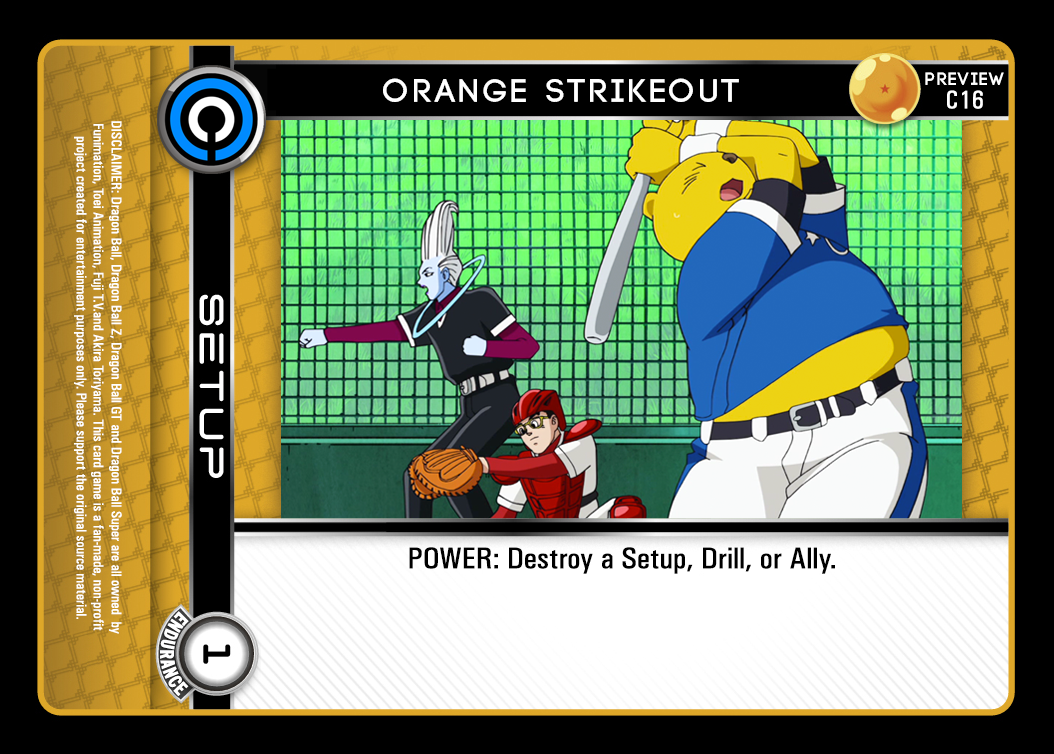 ORANGE STRIKEOUT
PREVIEW
C16
DISCLAIMER: Dragon Ball, Dragon Ball Z, Dragon Ball GT and Dragon Ball Super are all owned by
Funimation, Toei Animation, Fuji T.V.and Akira Toriyama. This card game is a fan-made, non-profit
project created for entertainment purposes only. Please support the original source material.
SETUP
POWER: Destroy a Setup, Drill, or Ally.
ENDURANCE
1